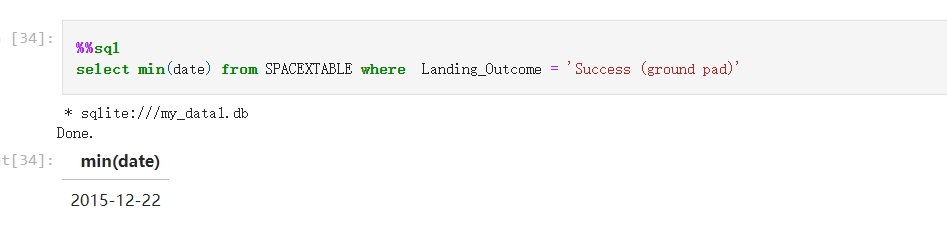 [34]:
%%sql
select min(date) from SPACEXTABLE where  Landing_Outcome = 'Success (ground pad)'
* sqlite:///my_data1.db
Done.
t[34]:
min(date)
2015-12-22